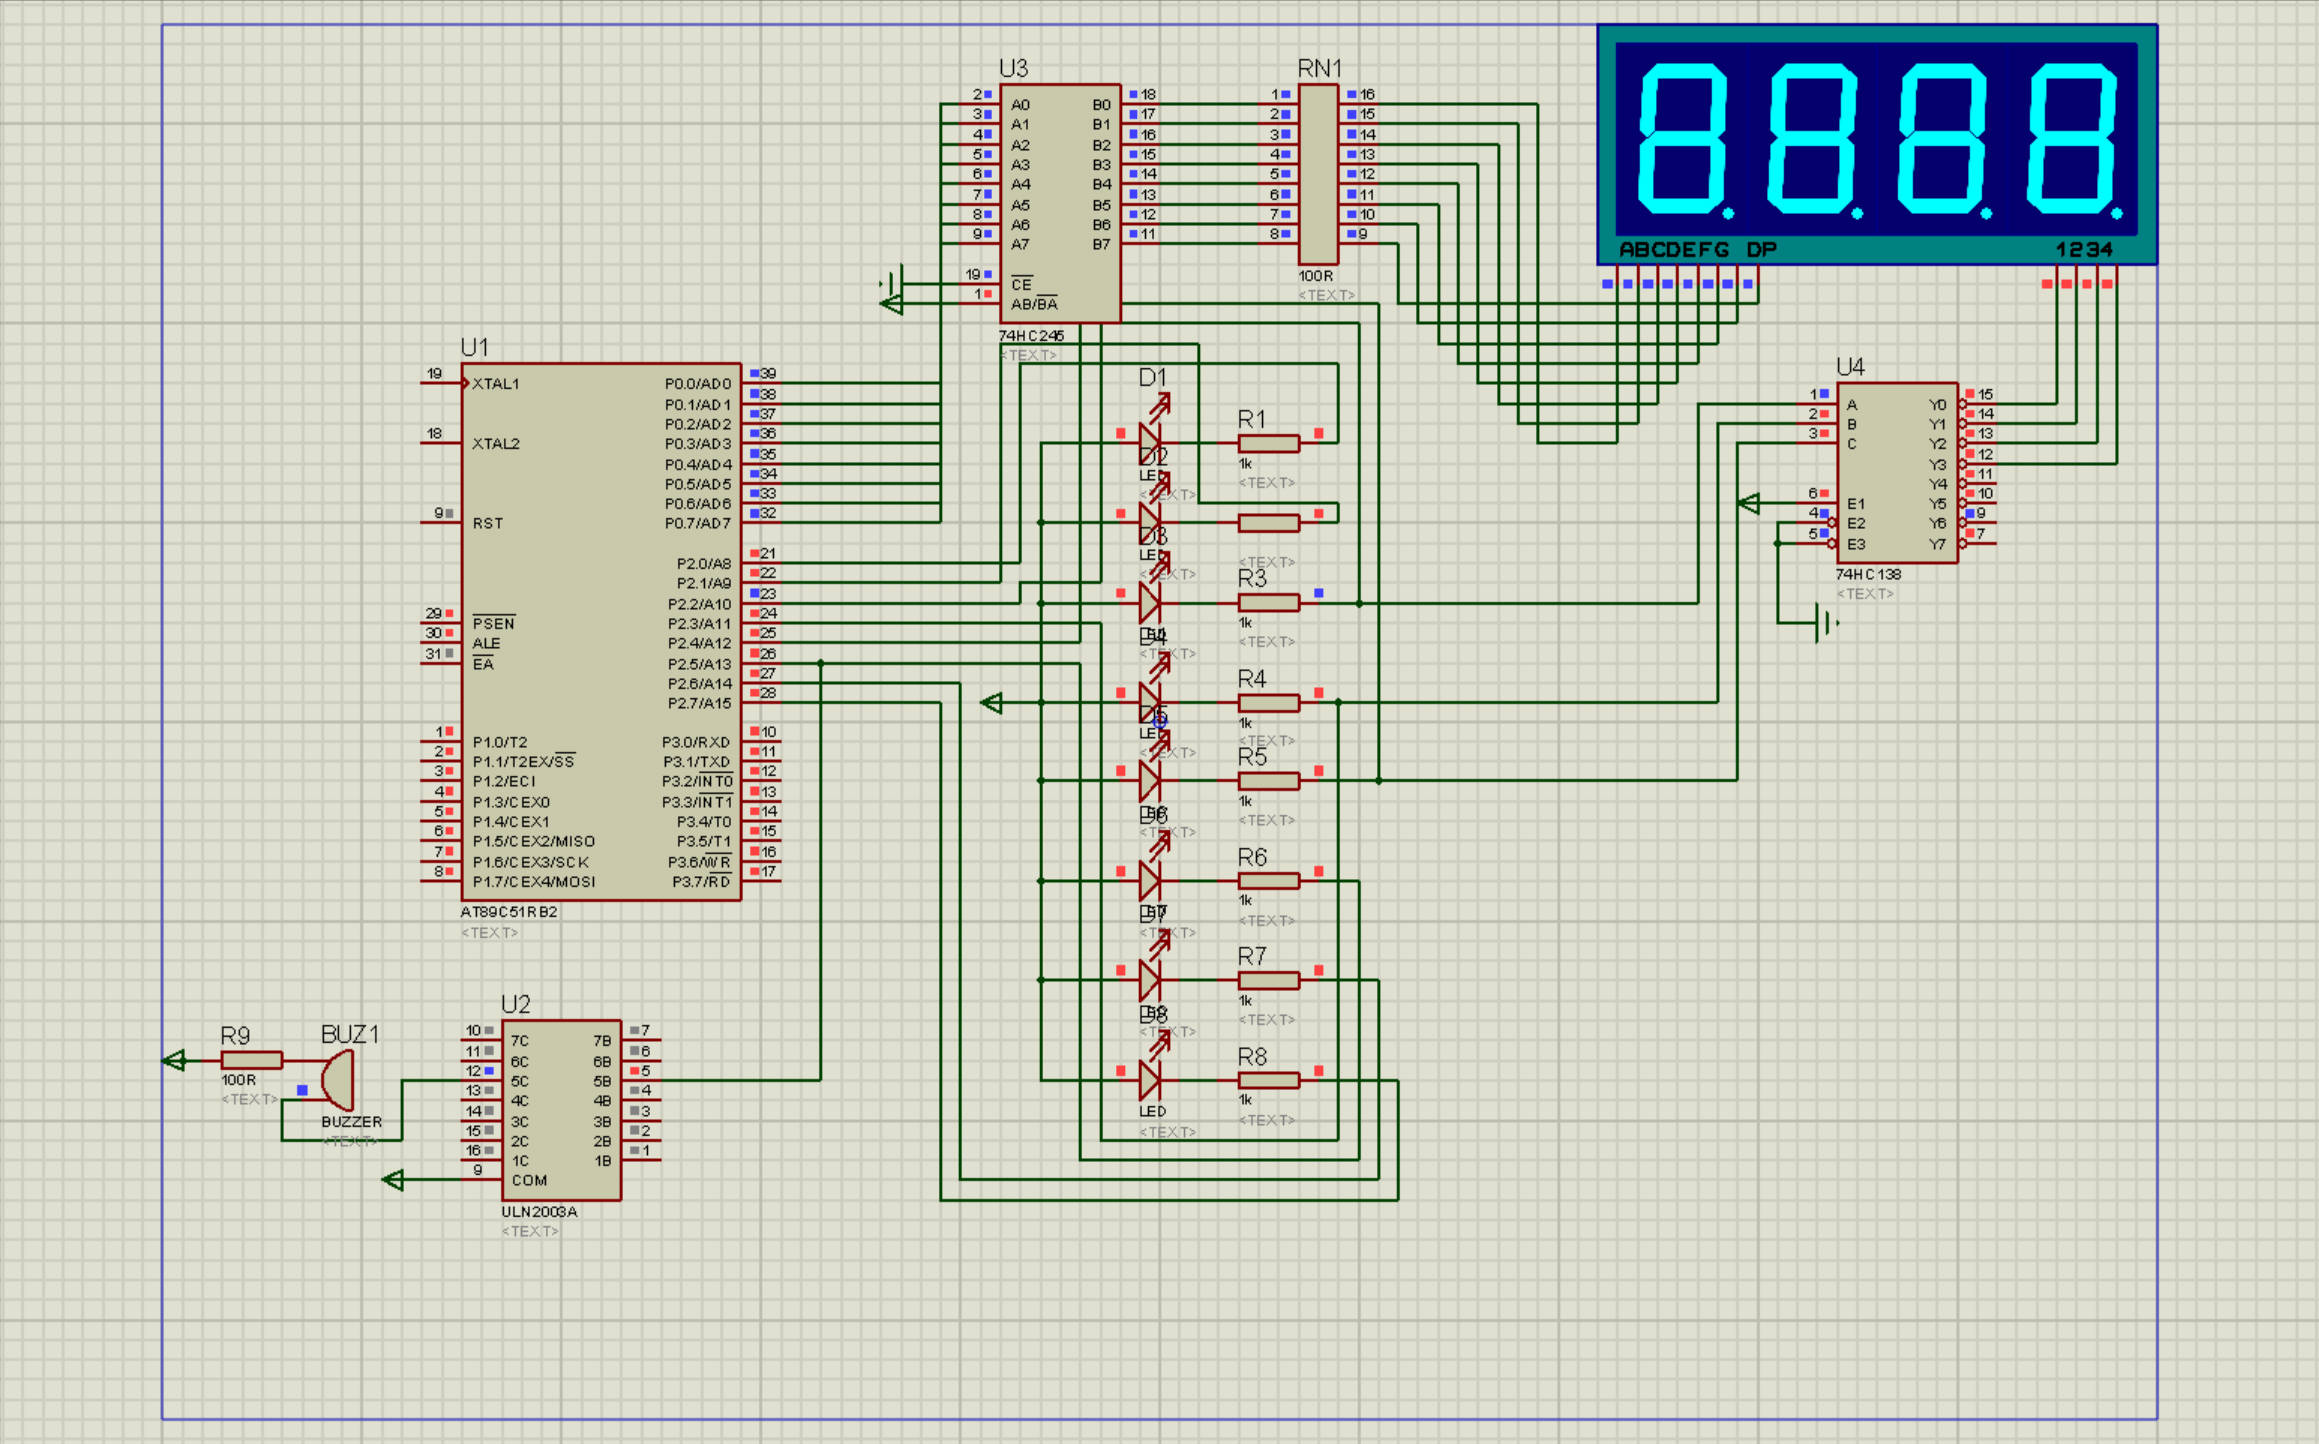 U3
2 A0 B0 18
3 A1 B1 17
4 A2 B2 16
5 A3 B3 15
6 A4 B4 14
7 A5 B5 13
8 A6 B6 12
9 A7 B7 11
19 CE
1 AB/BA
74HC245
<TEXT>
RN1
1 16
2 15
3 14
4 13
5 12
6 11
7 10
8 9
100R
<TEXT>
ABCDEFG DP 1234
U1
19 XTAL1 P0.0/AD0 39
P0.1/AD1 38
P0.2/AD2 37
18 XTAL2 P0.3/AD3 36
P0.4/AD4 35
P0.5/AD5 34
P0.6/AD6 33
9 RST P0.7/AD7 32
P2.0/A8 21
P2.1/A9 22
P2.2/A10 23
29 PSEN P2.3/A11 24
30 ALE P2.4/A12 25
31 EA P2.5/A13 26
P2.6/A14 27
P2.7/A15 28
1 P1.0/T2 P3.0/RXD 10
2 P1.1/T2EX/SS P3.1/TXD 11
3 P1.2/ECI P3.2/INT0 12
4 P1.3/CEX0 P3.3/INT1 13
5 P1.4/CEX1 P3.4/T0 14
6 P1.5/CEX2/MISO P3.5/T1 15
7 P1.6/CEX3/SCK P3.6/WR 16
8 P1.7/CEX4/MOSI P3.7/RD 17
AT89C51RB2
<TEXT>
D1
R1
1k
<TEXT>
D2
<TEXT>
<TEXT>
D3
<TEXT>
R3
1k
<TEXT>
D4
R4
1k
<TEXT>
D5
<TEXT>
R5
1k
<TEXT>
D6
<TEXT>
R6
1k
<TEXT>
D7
<TEXT>
R7
1k
<TEXT>
D8
<TEXT>
R8
1k
<TEXT>
LED
<TEXT>
U4
1 A Y0 15
2 B Y1 14
3 C Y2 13
Y3 12
Y4 11
6 E1 Y5 10
4 E2 Y6 9
5 E3 Y7 7
74HC138
<TEXT>
R9
100R
<TEXT>
BUZ1
BUZZER
<TEXT>
U2
10 7C 7B 7
11 6C 6B 6
12 5C 5B 5
13 4C 4B 4
14 3C 3B 3
15 2C 2B 2
16 1C 1B 1
9 COM
ULN2003A
<TEXT>